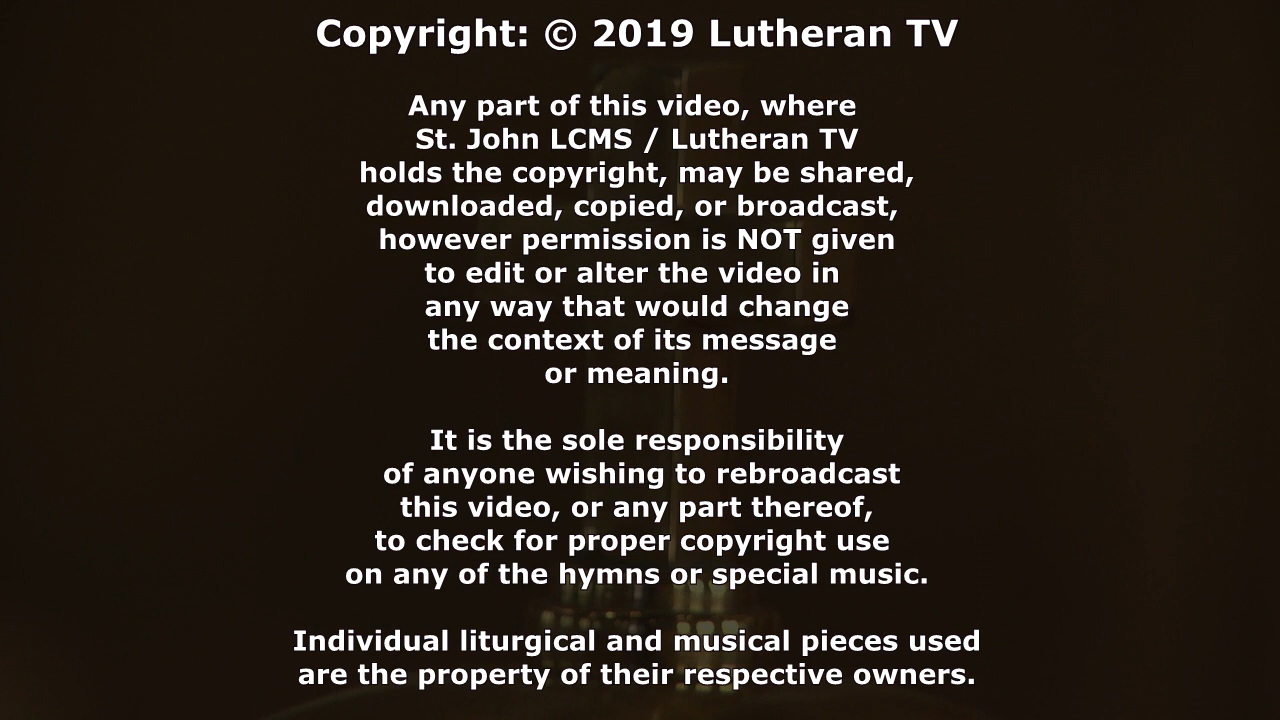 Copyright: © 2019 Lutheran TV
Any part of this video, where
St. John LCMS / Lutheran TV
holds the copyright, may be shared,
downloaded, copied, or broadcast,
however permission is NOT given
to edit or alter the video in
any way that would change
the context of its message
or meaning.
It is the sole responsibility
of anyone wishing to rebroadcast
this video, or any part thereof,
to check for proper copyright use
on any of the hymns or special music.
Individual liturgical and musical pieces used
are the property of their respective owners.